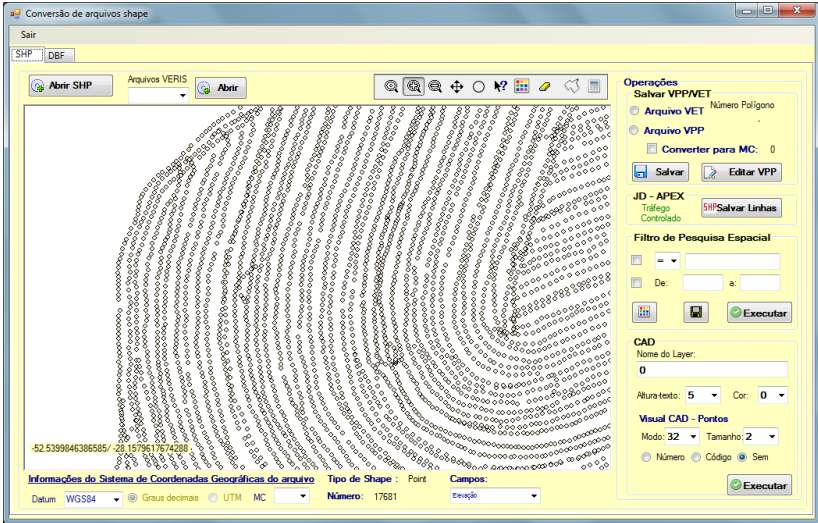 Conversão de arquivos shape
Sair
SHP DBF
Abrir SHP
Arquivos VERIS
Abrir
-52.5399846386585/ -28.1579617674288
Informações do Sistema de Coordenadas Geográficas do arquivo
Datum WGS84 Graus decimais UTM MC
Tipo de Shape : Point
Número: 17681
Campos:
Elevação
Operações
Salvar VPP/VET
Arquivo VET
Número Polígono
-
Arquivo VPP
Converter para MC: 0
Salvar
Editar VPP
JD - APEX
Tráfego
Controlado
SHP Salvar Linhas
Filtro de Pesquisa Espacial
=
De: a:
Executar
CAD
Nome do Layer:
0
Altura-texto: 5 Cor: 0
Visual CAD - Pontos
Modo: 32 Tamanho: 2
Número Código Sem
Executar